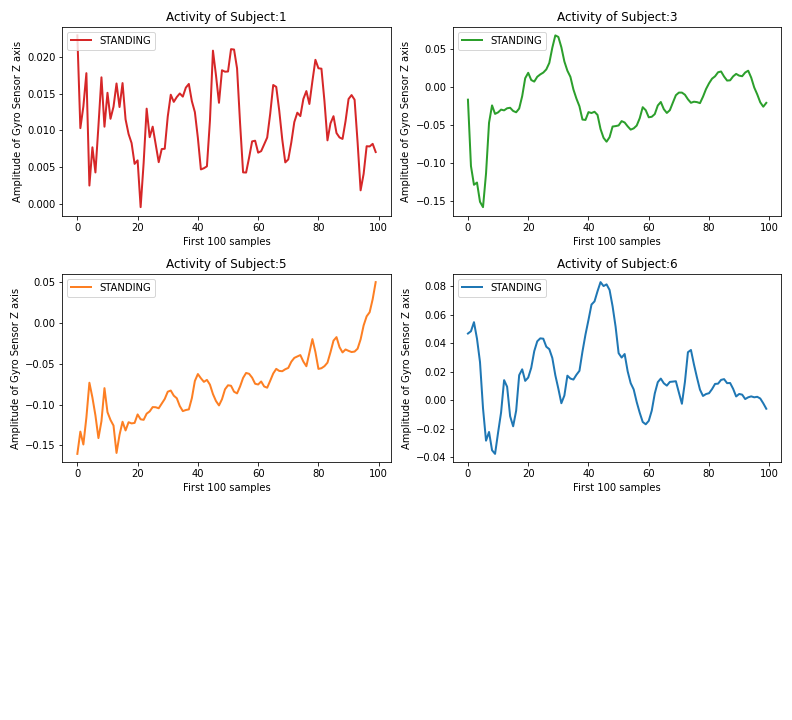 Activity of Subject:1
STANDING
Amplitude of Gyro Sensor Z axis
0.020
0.015
0.010
0.005
0.000
0 20 40 60 80 100
First 100 samples
Activity of Subject:3
STANDING
Amplitude of Gyro Sensor Z axis
0.05
0.00
−0.05
−0.10
−0.15
0 20 40 60 80 100
First 100 samples
Activity of Subject:5
STANDING
Amplitude of Gyro Sensor Z axis
0.05
0.00
−0.05
−0.10
−0.15
0 20 40 60 80 100
First 100 samples
Activity of Subject:6
STANDING
Amplitude of Gyro Sensor Z axis
0.08
0.06
0.04
0.02
0.00
−0.02
−0.04
0 20 40 60 80 100
First 100 samples